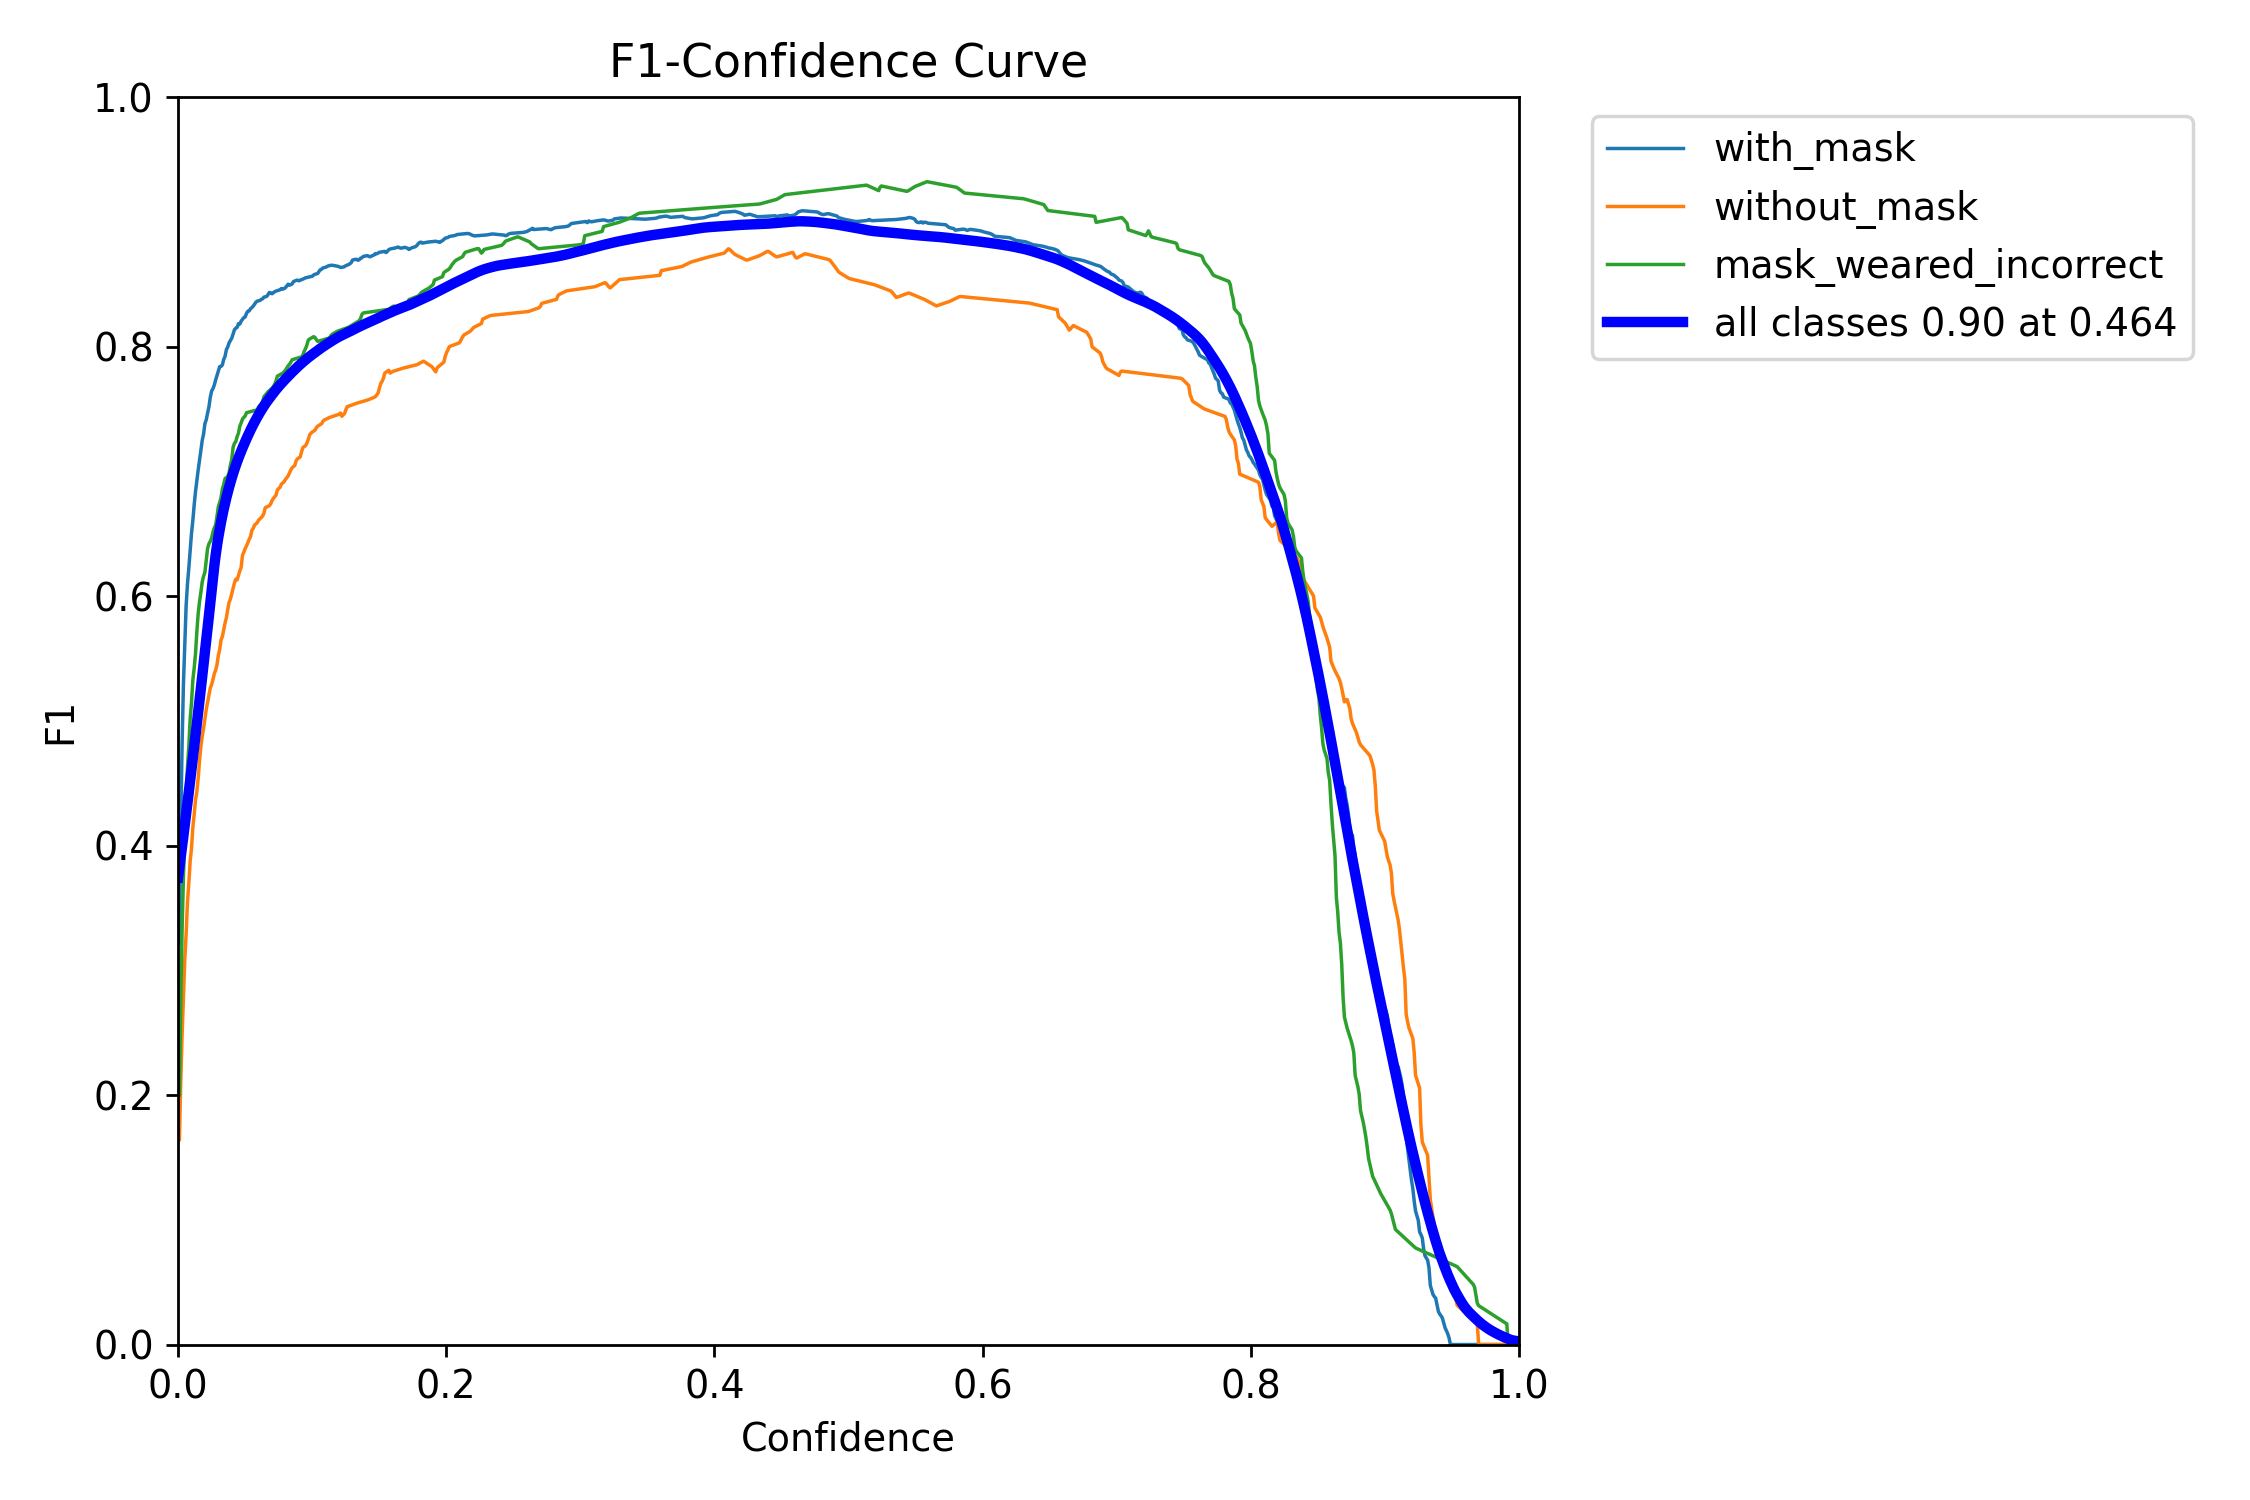 F1-Confidence Curve
1.0
0.8
0.6
0.4
0.2
0.0
F1
0.0 0.2 0.4 0.6 0.8 1.0
Confidence
with_mask
without_mask
mask_weared_incorrect
all classes 0.90 at 0.464